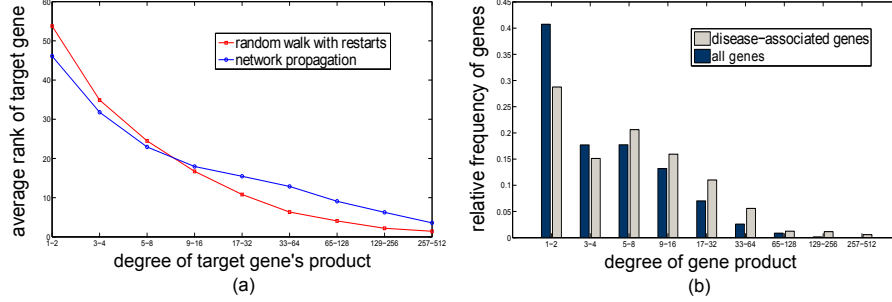 60
50
40
30
20
10
0
average rank of target gene
random walk with restarts
network propagation
1−2 3−4 5−8 9−16 17−32 33−64 65−128 129−256 257−512
degree of target gene's product
(a)
0.45
0.4
0.35
0.3
0.25
0.2
0.15
0.1
0.05
0
relative frequency of genes
disease−associated genes
all genes
1−2 3−4 5−8 9−16 17−32 33−64 65−128 129−256 257−512
degree of gene product
(b)